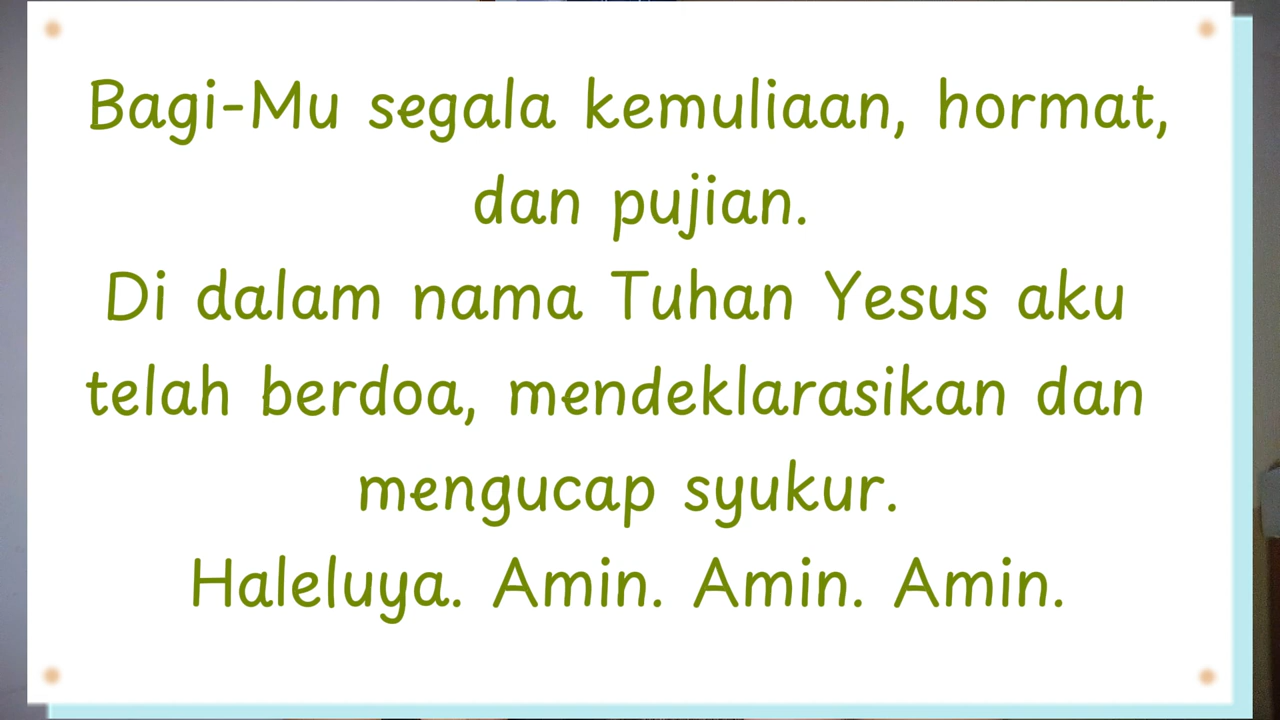 Bagi-Mu segala kemuliaan, hormat,
dan pujian.
Di dalam nama Tuhan Yesus aku
telah berdoa, mendeklarasikan dan
mengucap syukur.
Haleluya. Amin. Amin. Amin.